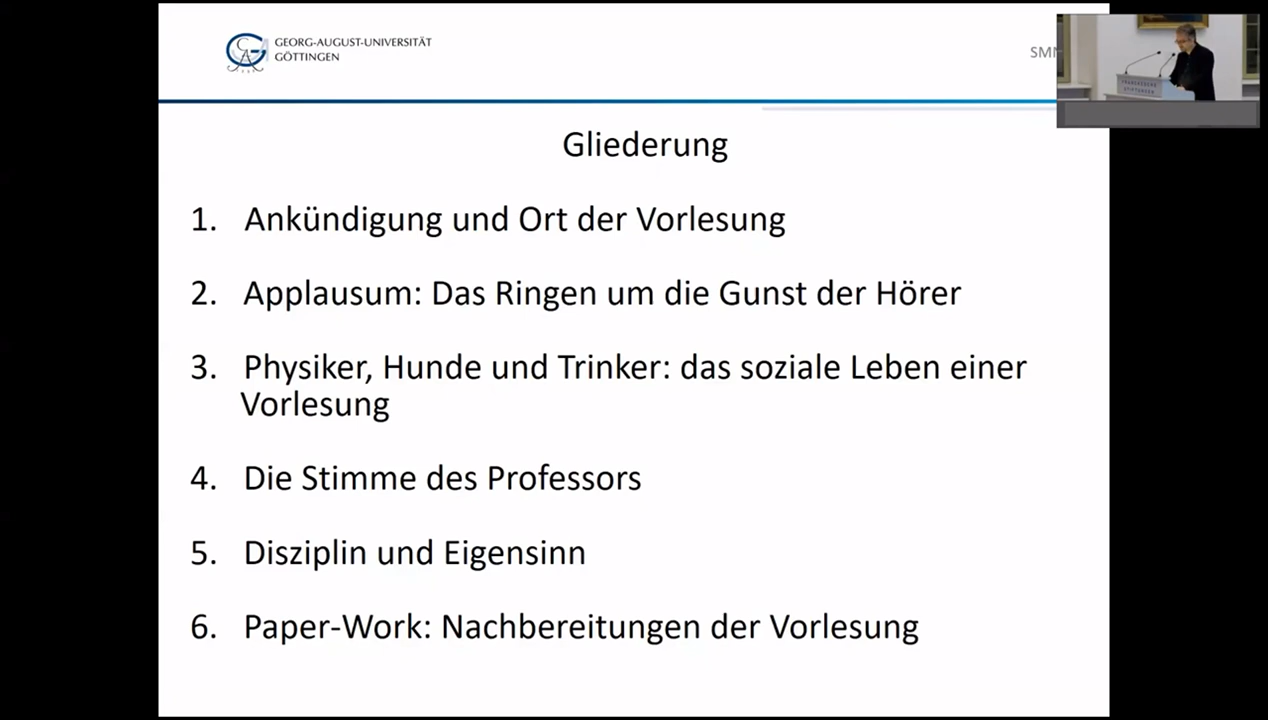 GEORG-AUGUST-UNIVERSITÄT
GÖTTINGEN
Gliederung
1. Ankündigung und Ort der Vorlesung
2. Applausum: Das Ringen um die Gunst der Hörer
3. Physiker, Hunde und Trinker: das soziale Leben einer
Vorlesung
4. Die Stimme des Professors
5. Disziplin und Eigensinn
6. Paper-Work: Nachbereitungen der Vorlesung